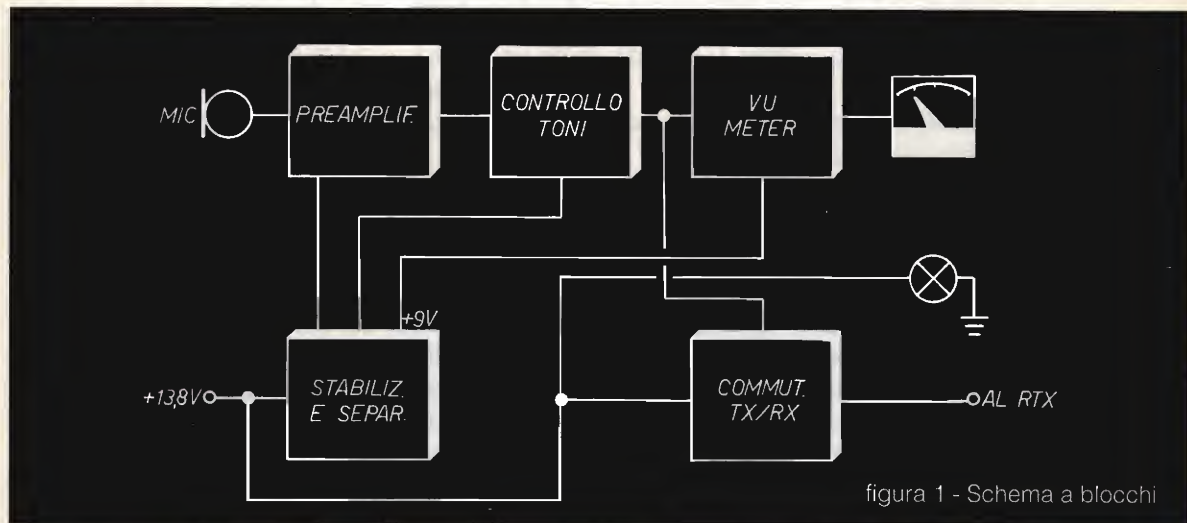 MIC
PREAMPLIF.
CONTROLLO
TONI
VU
METER
+9V
+13,8V
STABILIZ.
E SEPAR.
COMMUT.
TX/RX
AL RTX
figura 1 - Schema a blocchi